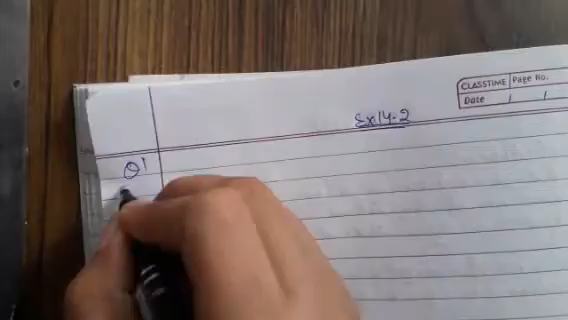 CLASSTIME Page No.
Date / /
Ex 14.2
Q1